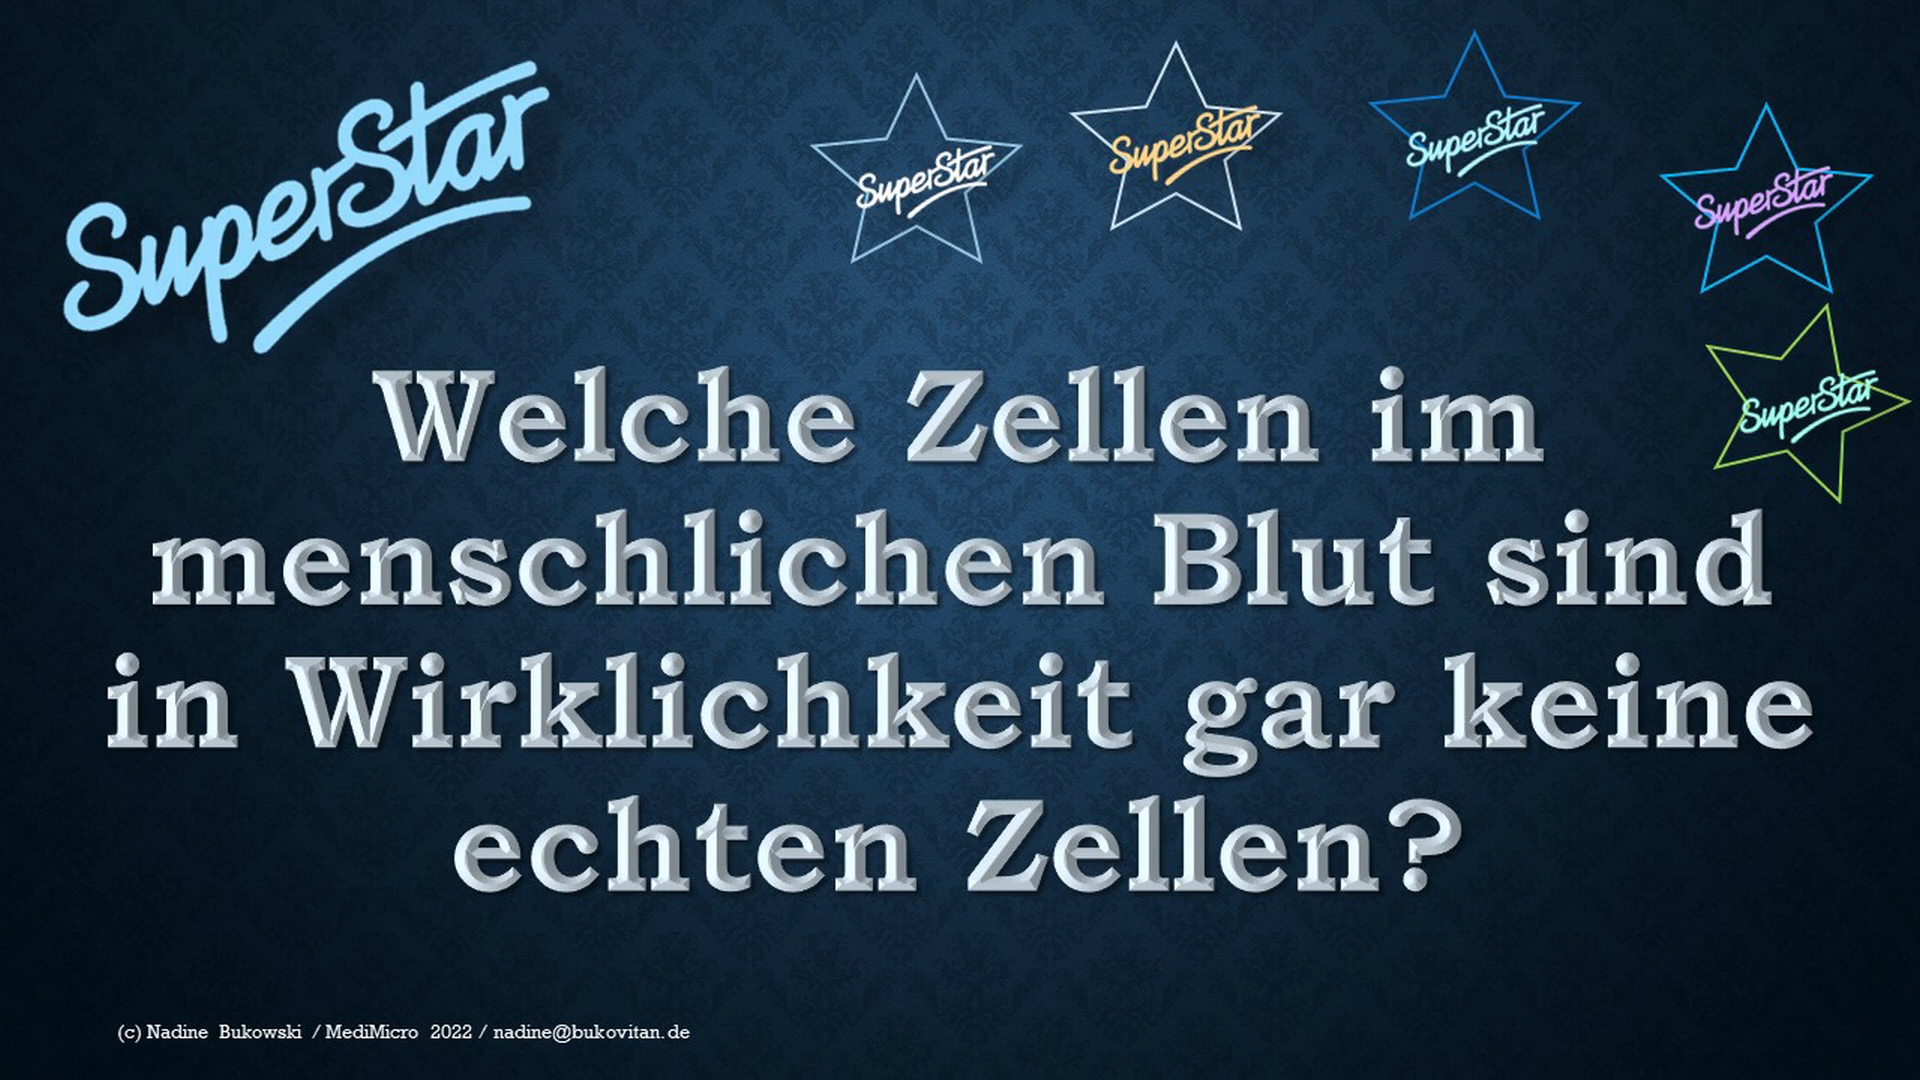 SuperStar
SuperStar
SuperStar
SuperStar
SuperStar
SuperStar
Welche Zellen im
menschlichen Blut sind
in Wirklichkeit gar keine
echten Zellen?
(c) Nadine Bukowski / MediMicro 2022 / nadine@bukovitan.de